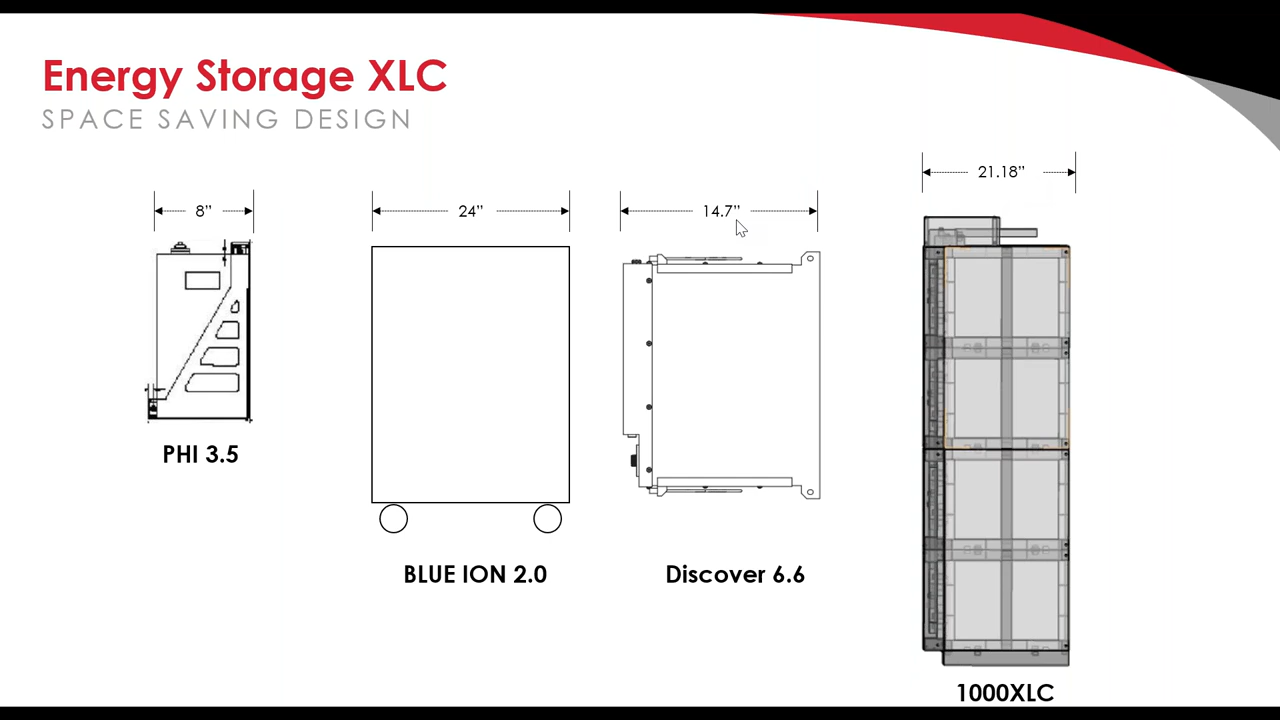 Energy Storage XLC
SPACE SAVING DESIGN
8”
24”
14.7”
21.18”
PHI 3.5
BLUE ION 2.0
Discover 6.6
1000XLC